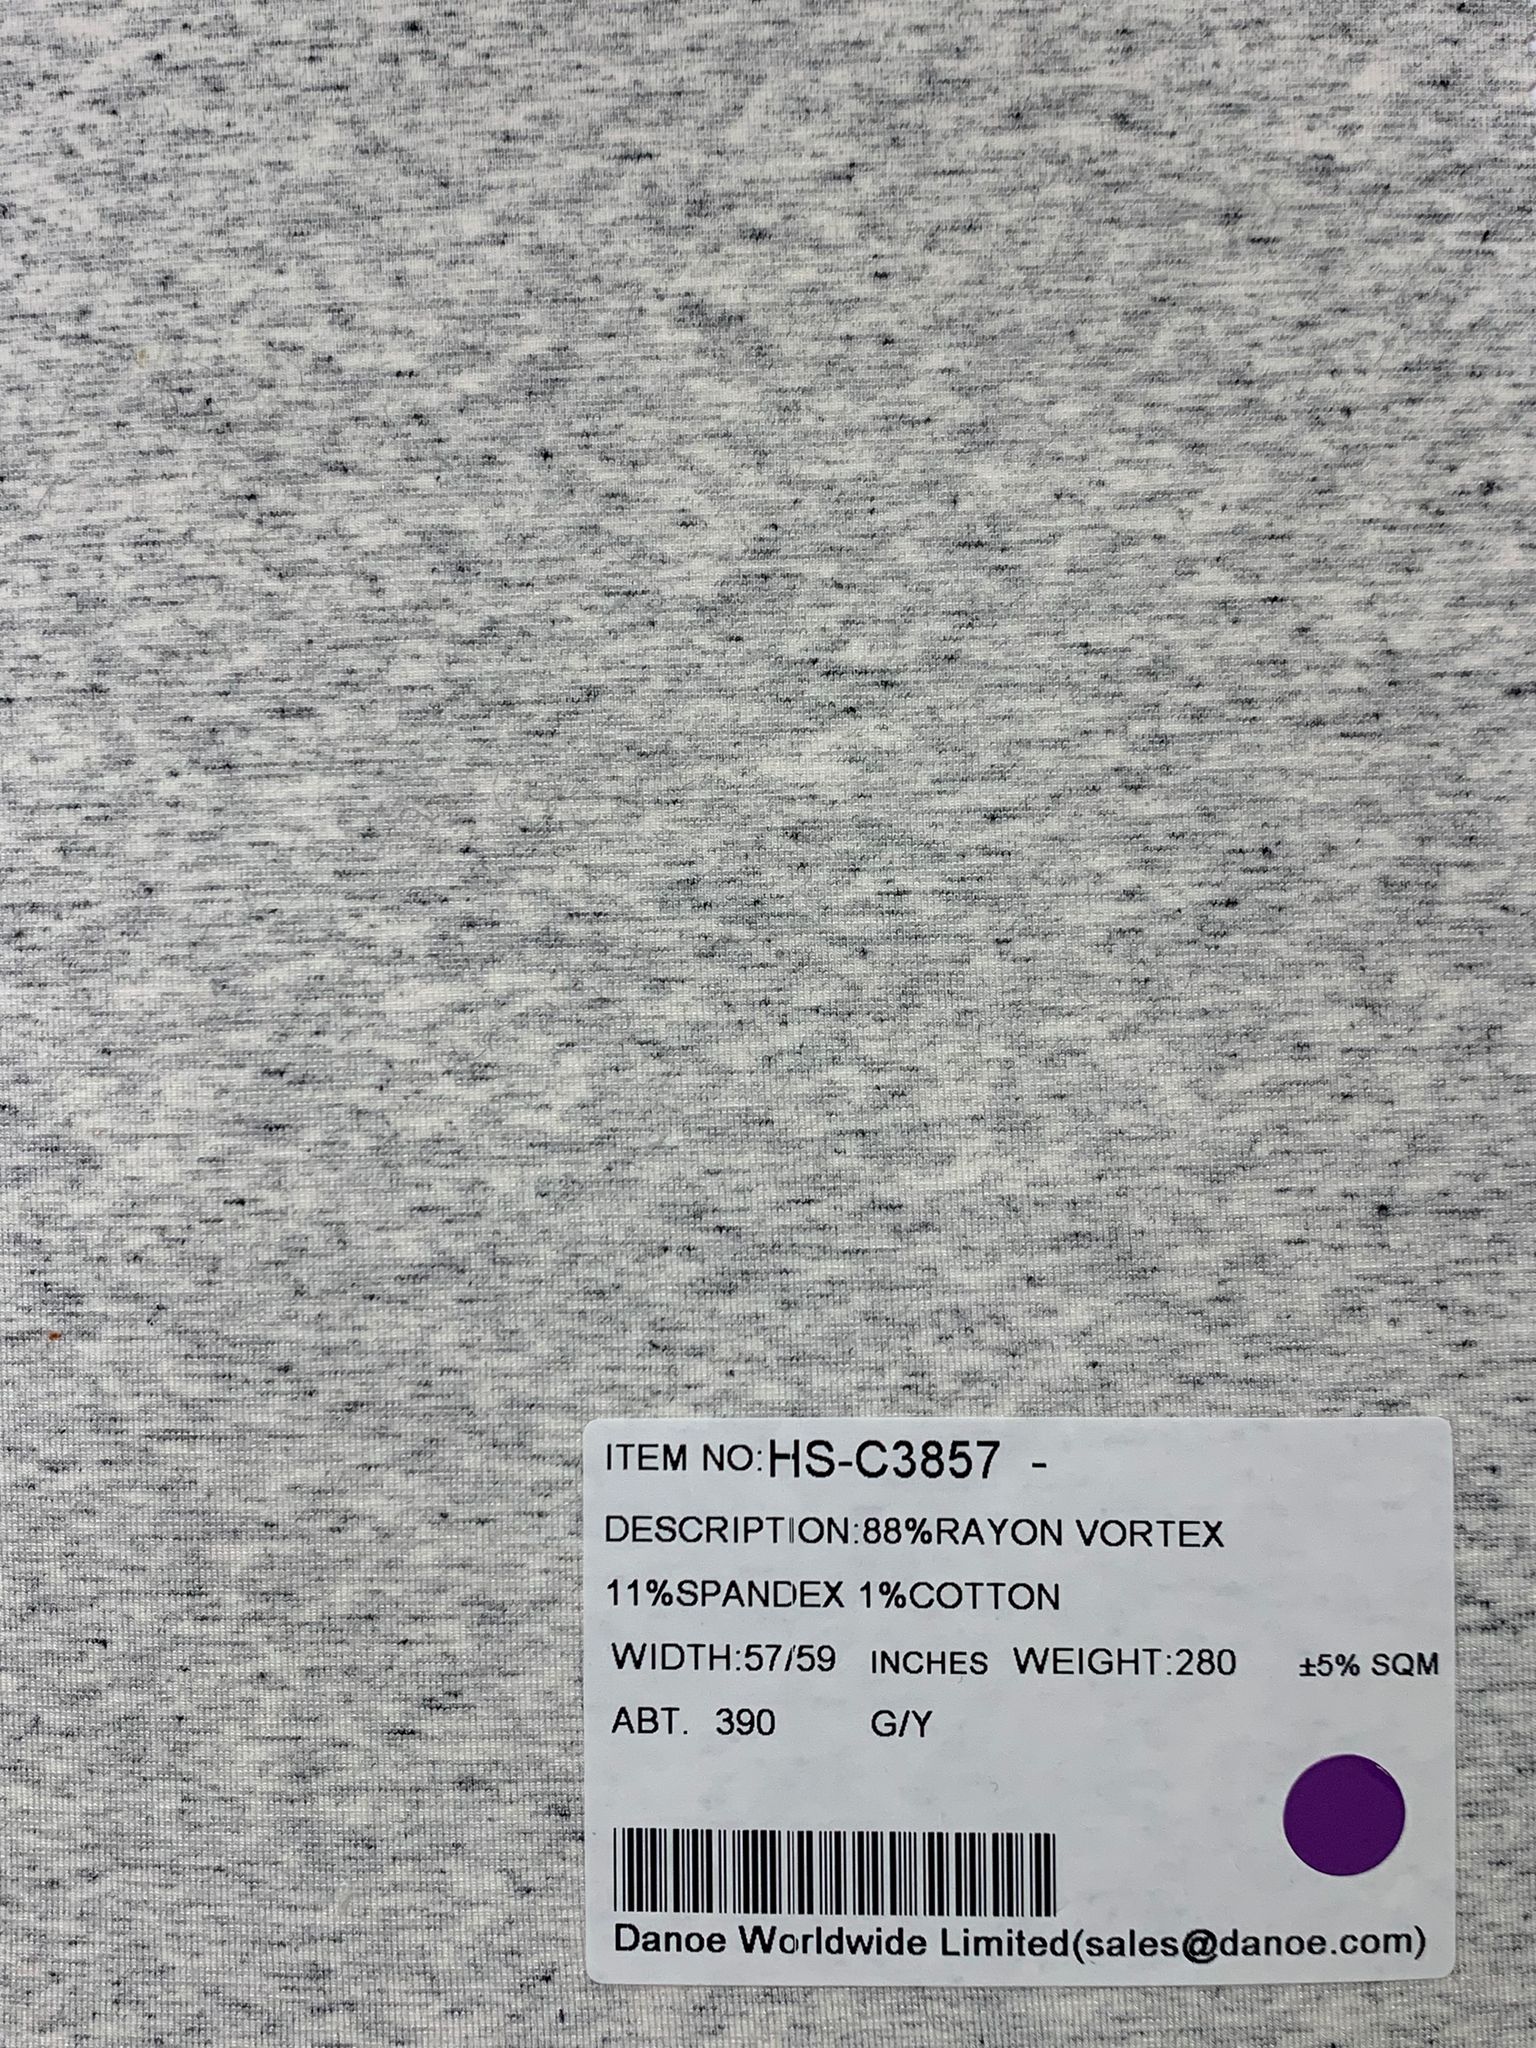 ITEM NO:HS-C3857 -
DESCRIPTION:88%RAYON VORTEX
11%SPANDEX 1%COTTON
WIDTH:57/59 INCHES WEIGHT:280 ±5% SQM
ABT. 390 G/Y
Danoe Worldwide Limited(sales@danoe.com)